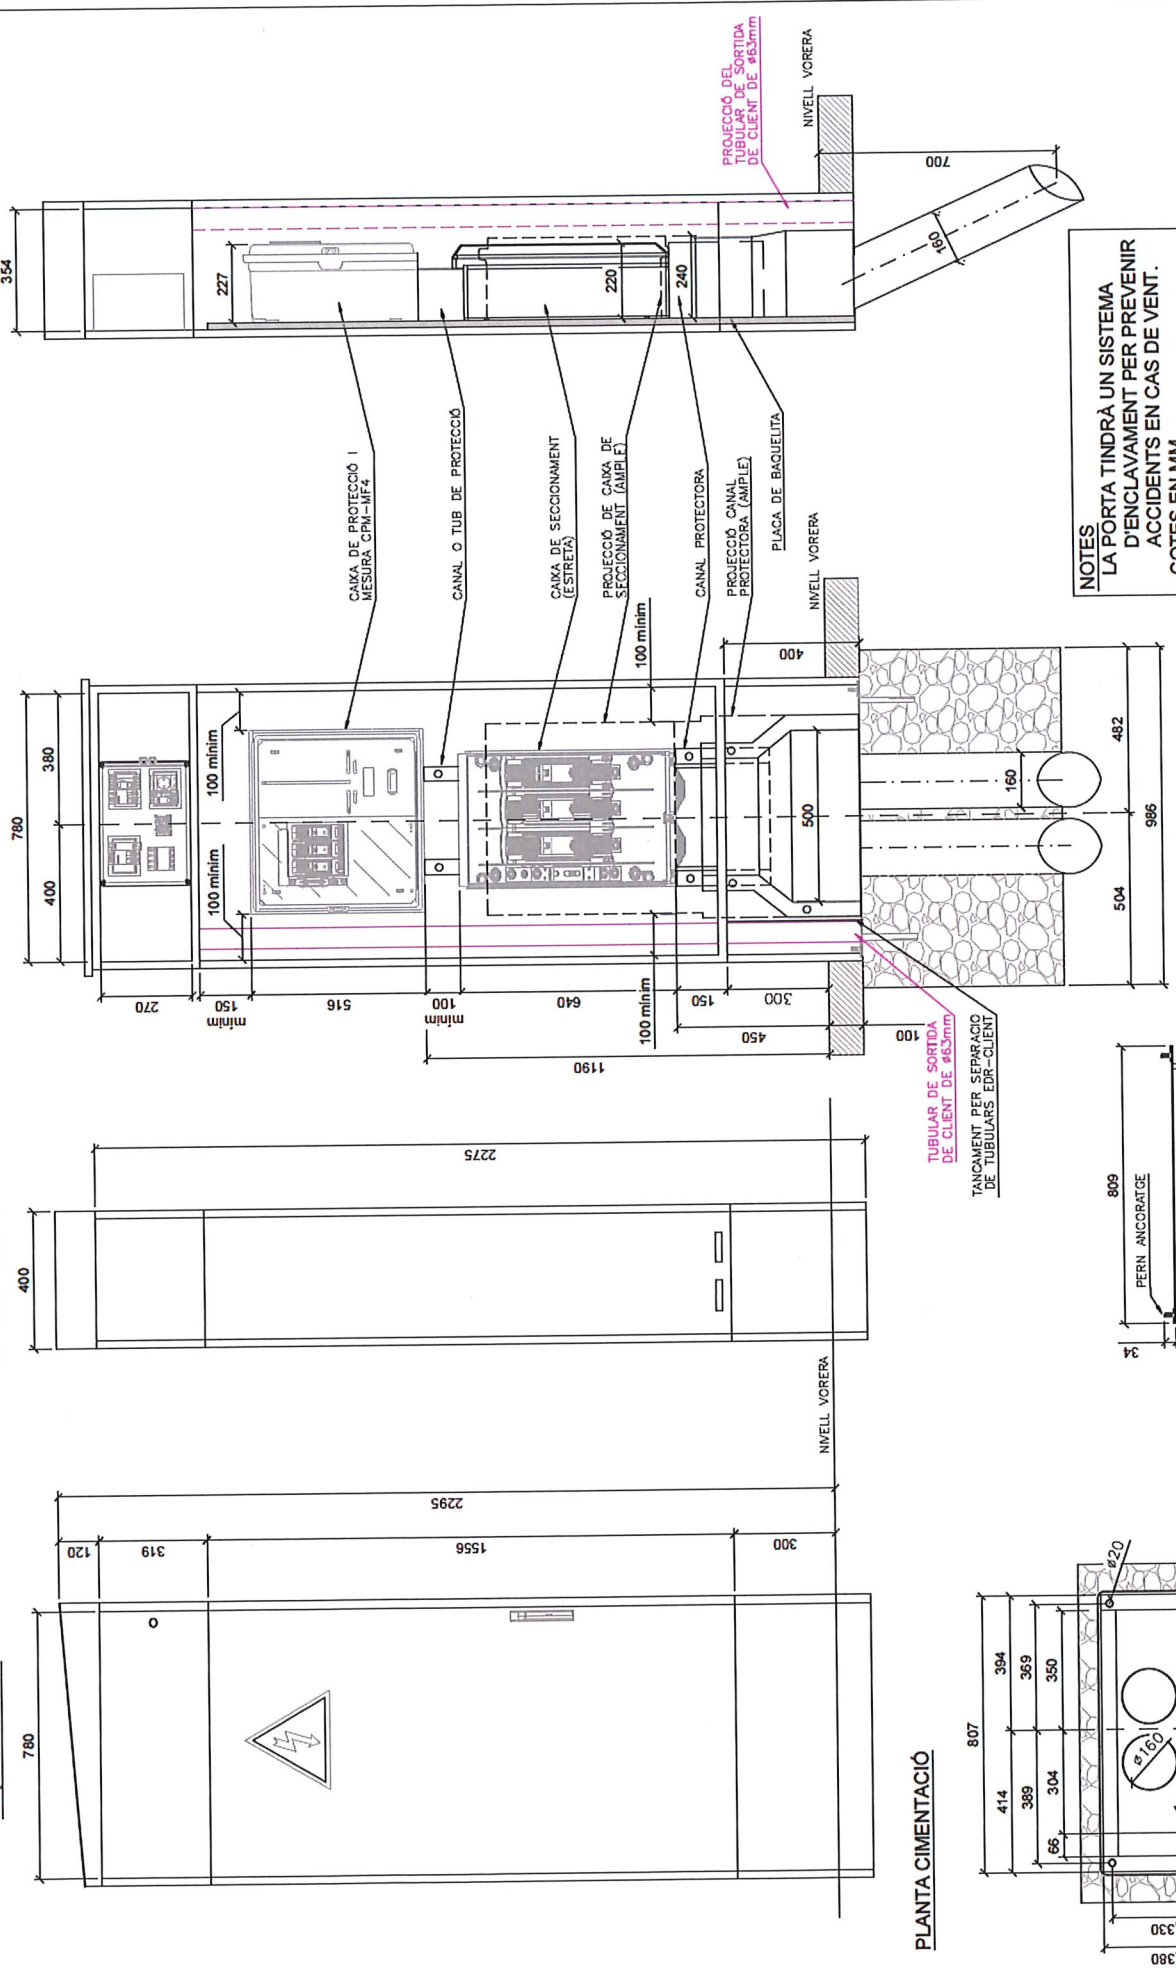 354
227
220
240
160
700
PROJECCIÓ DEL
TUBULAR DE SORTIDA
DE CLIENT DE ø63mm
NIVELL VORERA
CAIXA DE PROTECCIÓ I
MESURA CPM-MF4
CANAL O TUB DE PROTECCIÓ
CAIXA DE SECCIONAMENT
(ESTRETA)
PROJECCIÓ DE CAIXA DE
SECCIONAMENT (AMPLE)
CANAL PROTECTORA
PROJECCIÓ CANAL
PROTECTORA (AMPLE)
PLACA DE BAQUELITA
NIVELL VORERA
NOTES
LA PORTA TINDRÀ UN SISTEMA
D'ENCLAVAMENT PER PREVENIR
ACCIDENTS EN CAS DE VENT.
COTES EN MM
780
400
380
100 mínim
100 mínim
100 mínim
100 mínim
270
150
mínim
516
100
mínim
640
150
300
450
1190
100
400
500
160
504
482
986
TUBULAR DE SORTIDA
DE CLIENT DE ø63mm
TANCAMENT PER SEPARACIO
DE TUBULARS EDR-CLIENT
400
2275
809
PERN ANCORATGE
34
NIVELL VORERA
780
120
319
1556
300
2295
PLANTA CIMENTACIÓ
807
414
394
389
369
66
304
350
ø20
ø160
330
380